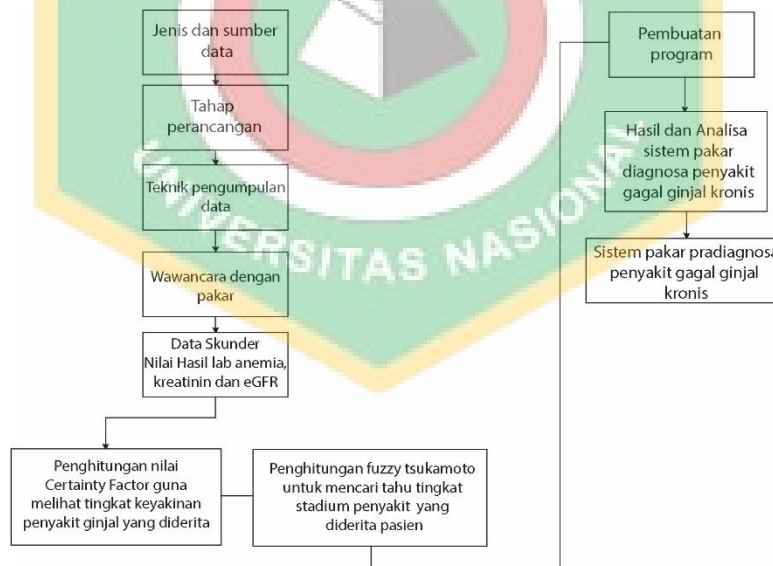 Jenis dan sumber
data
Tahap
perancangan
Teknik pengumpulan
data
Wawancara dengan
pakar
Data Skunder
Nilai Hasil lab anemia,
kreatinin dan eGFR
Penghitungan nilai
Certainty Factor guna
melihat tingkat keyakinan
penyakit ginjal yang diderita
Penghitungan fuzzy tsukamoto
untuk mencari tahu tingkat
stadium penyakit yang
diderita pasien
Pembuatan
program
Hasil dan Analisa
sistem pakar
diagnosa penyakit
gagal ginjal kronis
Sistem pakar pradiagnosa
penyakit gagal ginjal
kronis
UNIVERSITAS NASIONAL